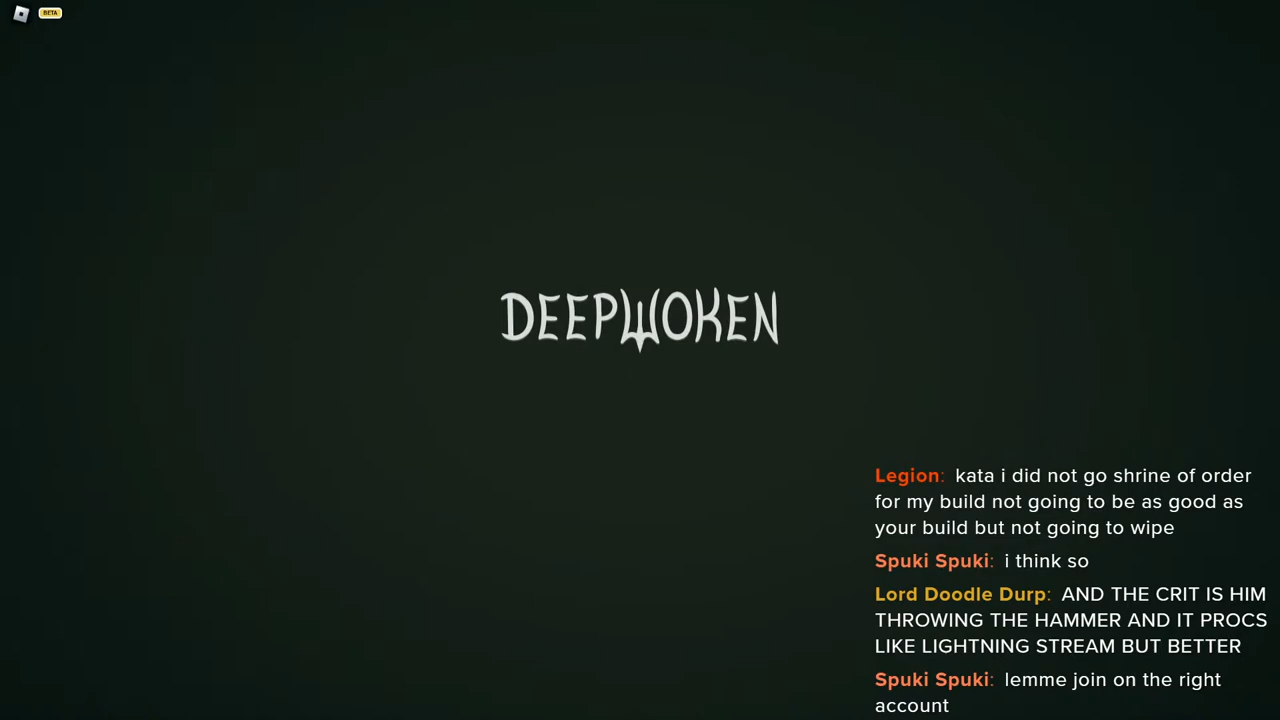 BETA
DEEPWOKEN
Legion: kata i did not go shrine of order
for my build not going to be as good as
your build but not going to wipe
Spuki Spuki: i think so
Lord Doodle Durp: AND THE CRIT IS HIM
THROWING THE HAMMER AND IT PROCS
LIKE LIGHTNING STREAM BUT BETTER
Spuki Spuki: lemme join on the right
account